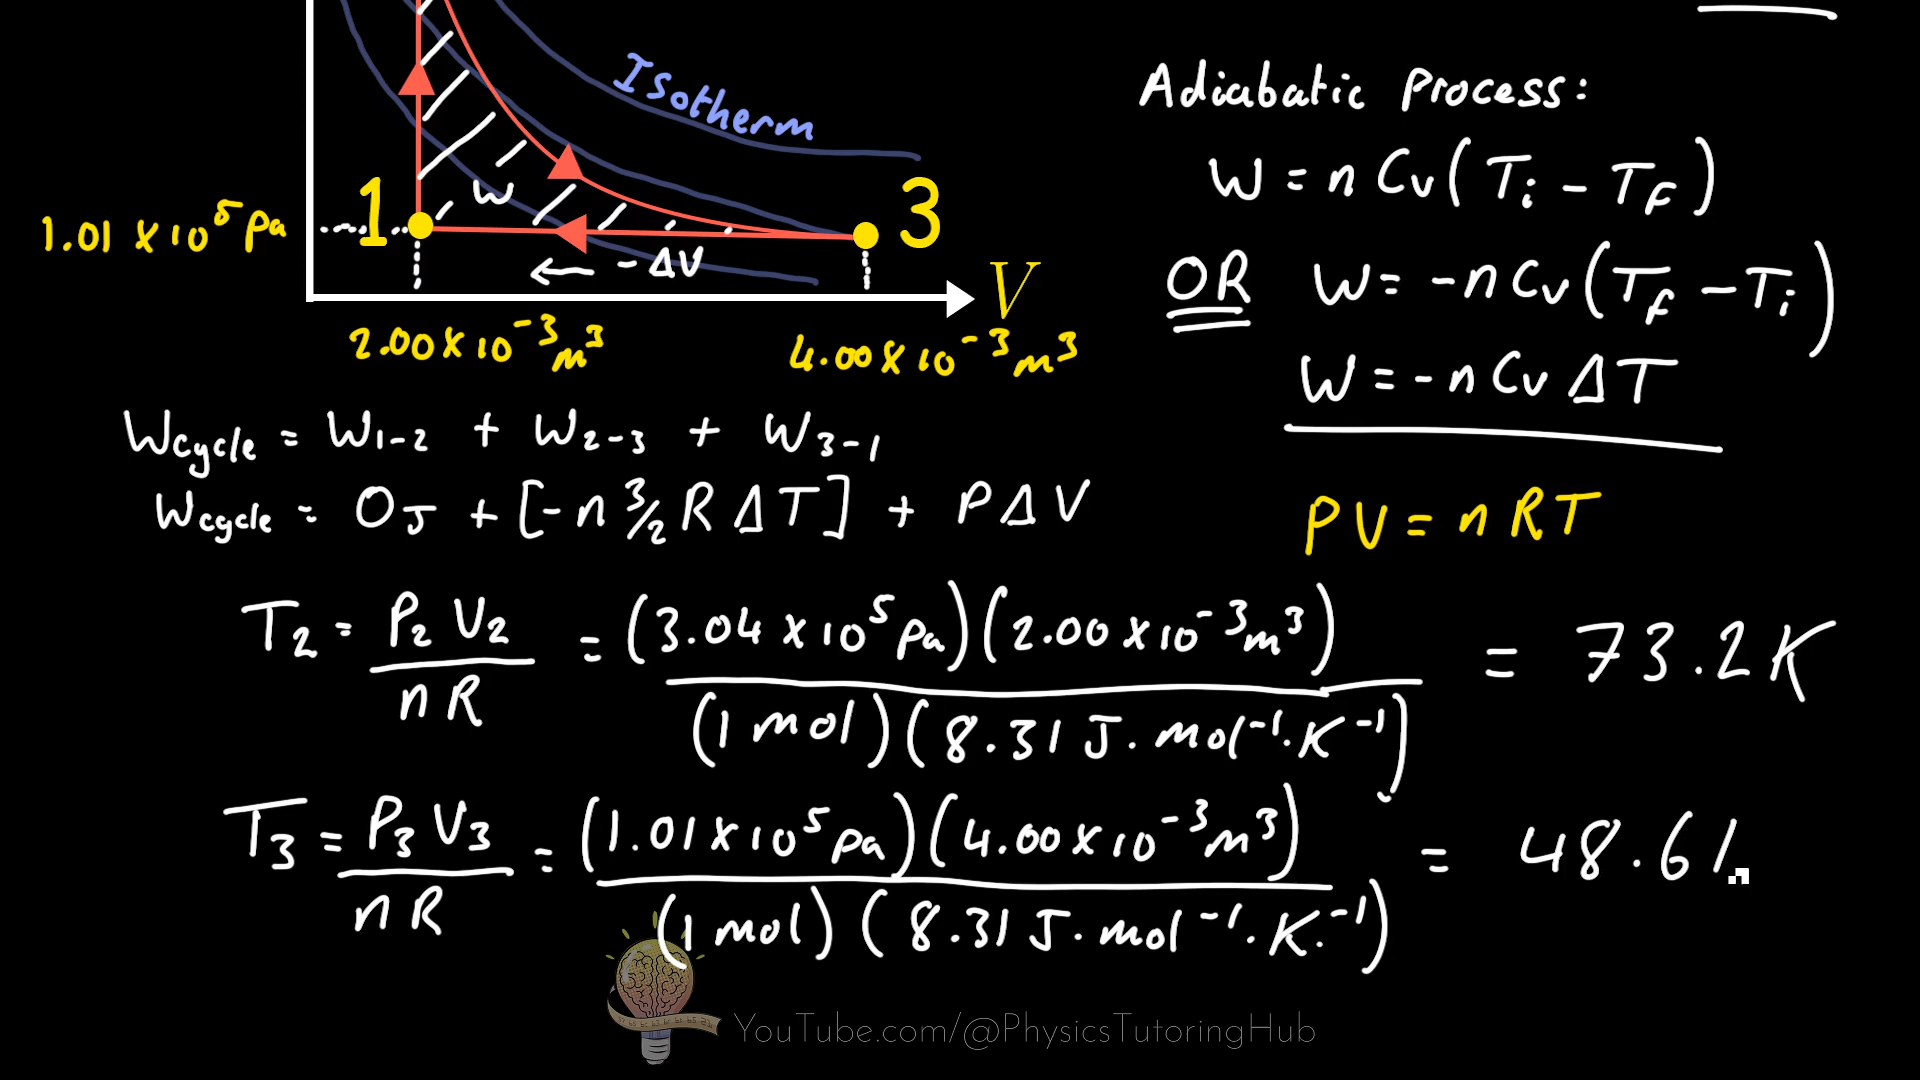 Isotherm
Adiabatic Process:
W = n Cv ( Ti - Tf )
1
W
3
1.01 x 10⁵ Pa
← - ΔV
V
OR W = -n Cv ( Tf - Ti )
2.00 x 10⁻³ m³
4.00 x 10⁻³ m³
W = -n Cv ΔT
Wcycle = W1-2 + W2-3 + W3-1
Wcycle = 0 J + [-n 3/2 R ΔT] + P Δ V
PV = nRT
T2 = P2 V2 / nR = (3.04 x 10⁵ Pa)(2.00 x 10⁻³ m³) / (1 mol)(8.31 J. mol⁻¹.K⁻¹) = 73.2 K
T3 = P3 V3 / nR = (1.01 x 10⁵ Pa)(4.00 x 10⁻³ m³) / (1 mol)(8.31 J. mol⁻¹.K.⁻¹) = 48.6
YouTube.com/@PhysicsTutoringHub